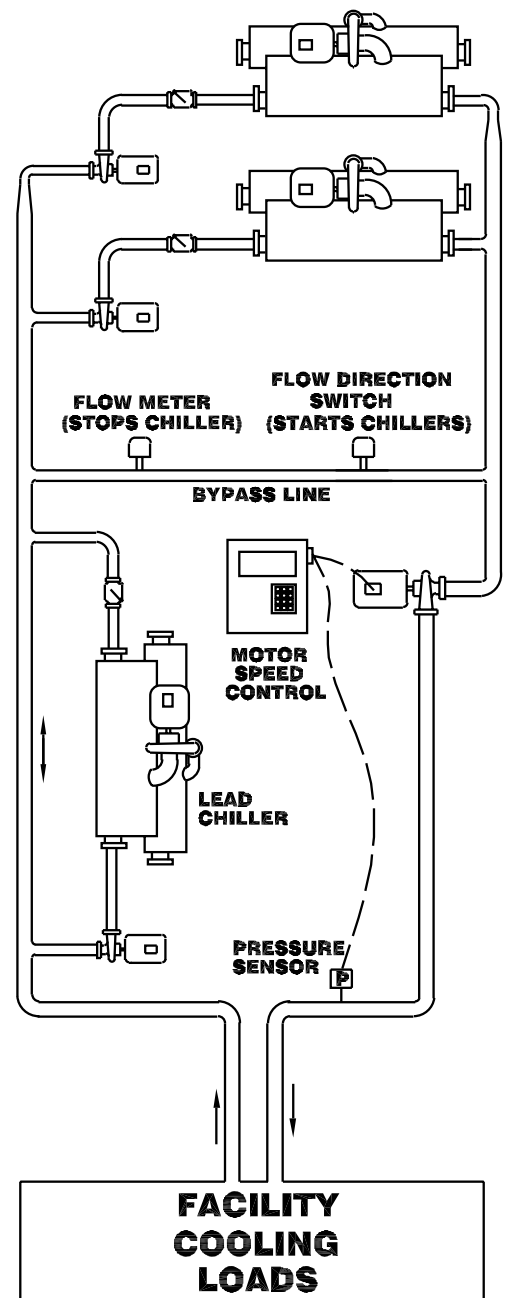 FLOW METER
(STOPS CHILLER)
FLOW DIRECTION
SWITCH
(STARTS CHILLERS)
BYPASS LINE
MOTOR
SPEED
CONTROL
LEAD
CHILLER
PRESSURE
SENSOR
P
FACILITY
COOLING
LOADS